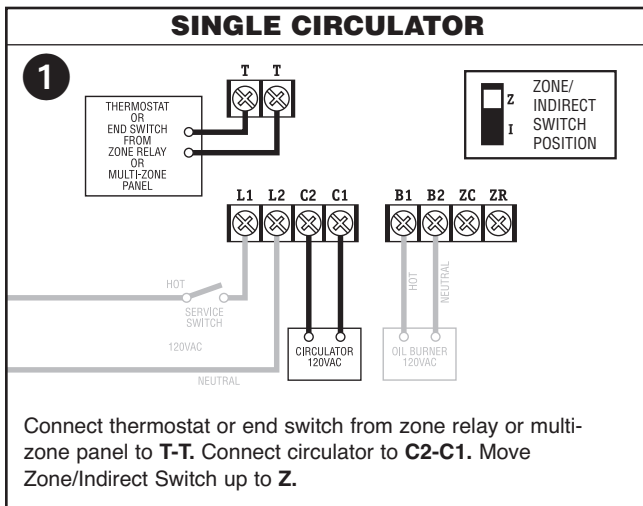 SINGLE CIRCULATOR
1
T T
THERMOSTAT
OR
END SWITCH
FROM
ZONE RELAY
OR
MULTI-ZONE
PANEL
Z
I
ZONE/
INDIRECT
SWITCH
POSITION
L1 L2 C2 C1
B1 B2 ZC ZR
HOT
SERVICE
SWITCH
120VAC
NEUTRAL
CIRCULATOR
120VAC
HOT
NEUTRAL
OIL BURNER
120VAC
Connect thermostat or end switch from zone relay or multi-
zone panel to T-T. Connect circulator to C2-C1. Move
Zone/Indirect Switch up to Z.